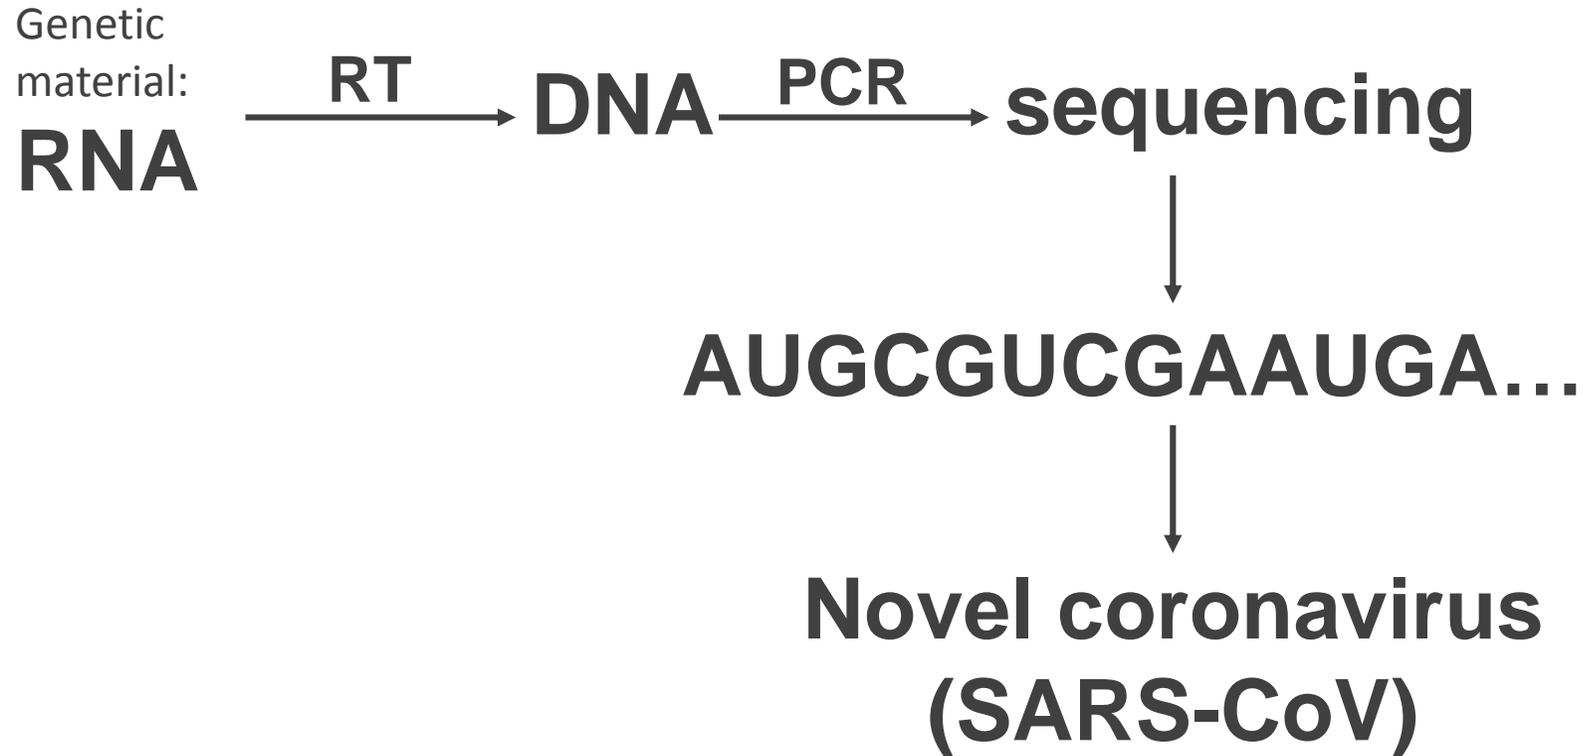 Genetic
material:
RNA
RT
DNA
PCR
sequencing
AUGCGUCGAAUGA…
Novel coronavirus
(SARS-CoV)